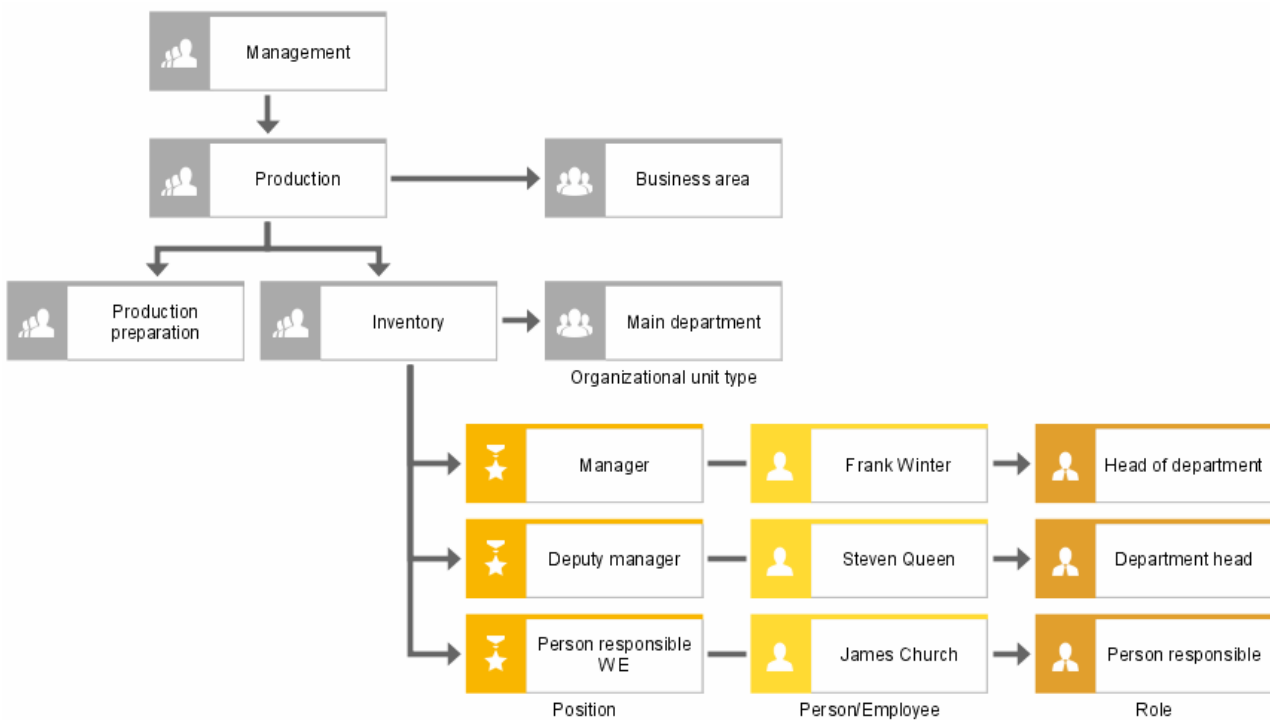 Management
Production
Business area
Production
preparation
Inventory
Main department
Organizational unit type
Manager
Frank Winter
Head of department
Deputy manager
Steven Queen
Department head
Person responsible
WE
James Church
Person responsible
Position
Person/Employee
Role